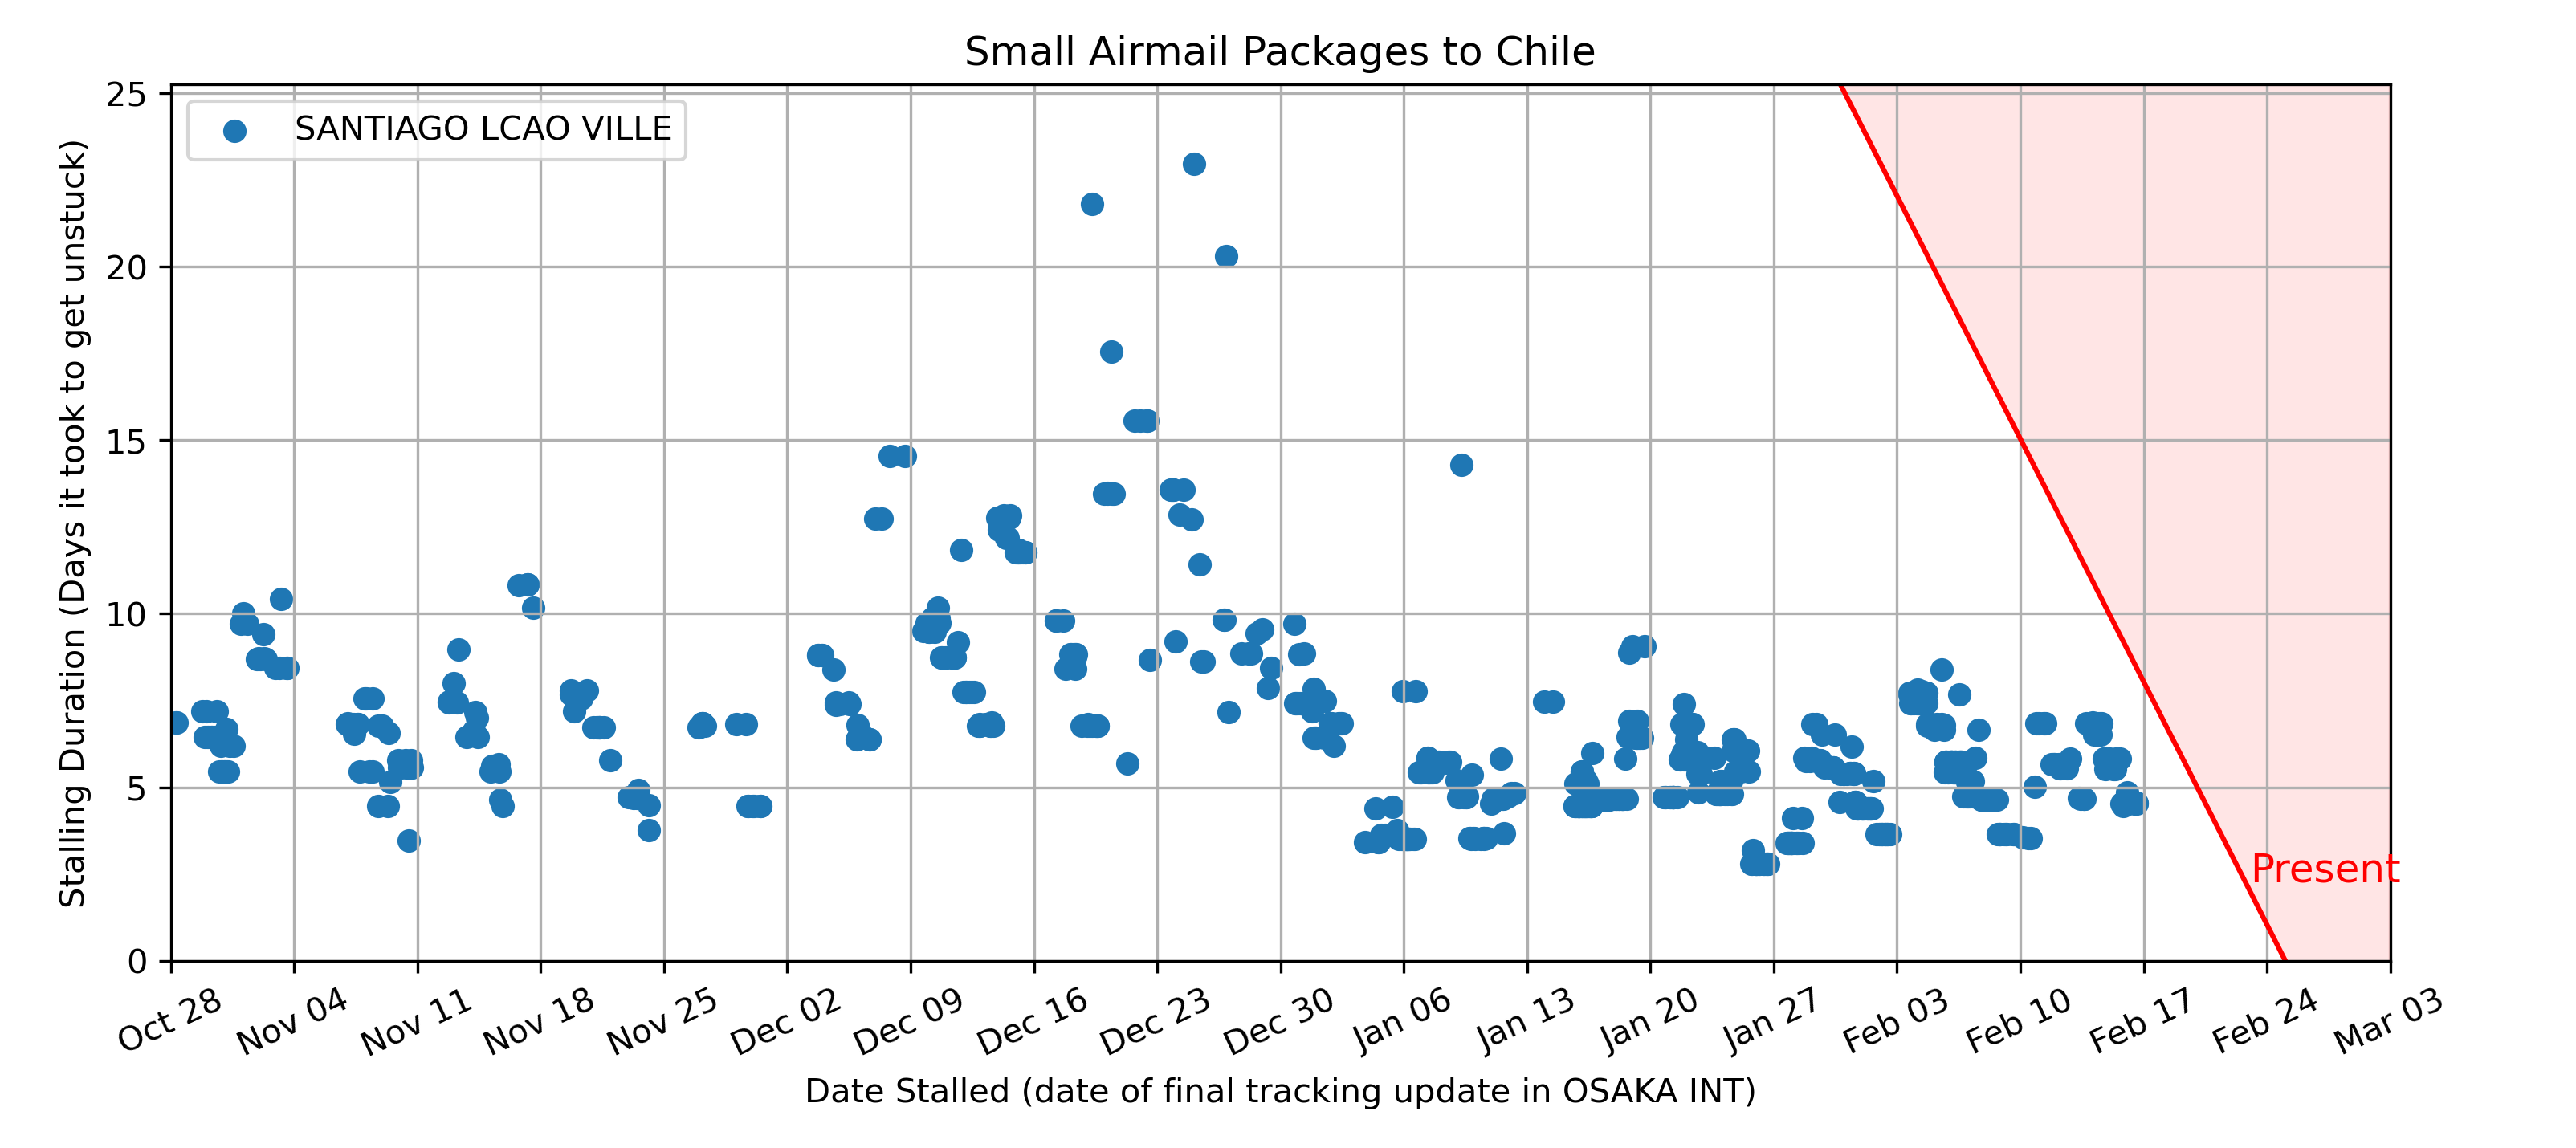 Small Airmail Packages to Chile
SANTIAGO LCAO VILLE
Stalling Duration (Days it took to get unstuck)
25
20
15
10
5
0
Present
Oct 28
Nov 04
Nov 11
Nov 18
Nov 25
Dec 02
Dec 09
Dec 16
Dec 23
Dec 30
Jan 06
Jan 13
Jan 20
Jan 27
Feb 03
Feb 10
Feb 17
Feb 24
Mar 03
Date Stalled (date of final tracking update in OSAKA INT)